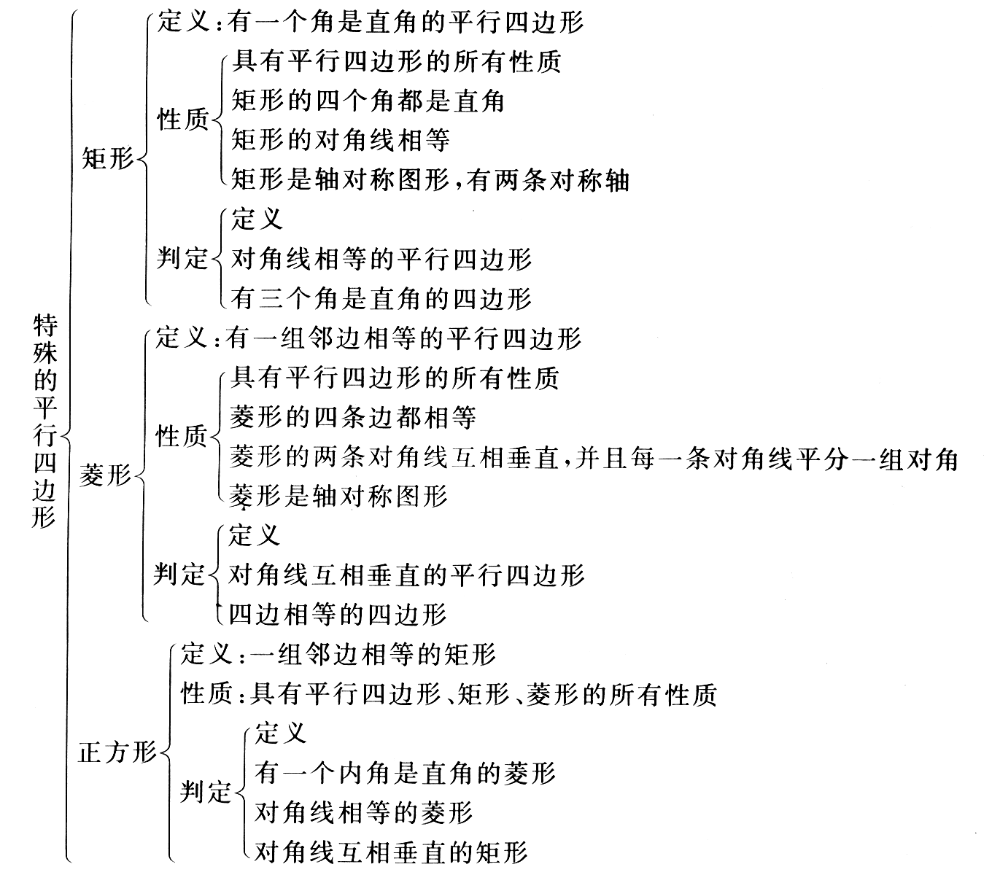 特殊的平行四边形
矩形
定义:有一个角是直角的平行四边形
性质
具有平行四边形的所有性质
矩形的四个角都是直角
矩形的对角线相等
矩形是轴对称图形,有两条对称轴
判定
定义
对角线相等的平行四边形
有三个角是直角的四边形
菱形
定义:有一组邻边相等的平行四边形
性质
具有平行四边形的所有性质
菱形的四条边都相等
菱形的两条对角线互相垂直,并且每一条对角线平分一组对角
菱形是轴对称图形
判定
定义
对角线互相垂直的平行四边形
四边相等的四边形
正方形
定义:一组邻边相等的矩形
性质:具有平行四边形、矩形、菱形的所有性质
判定
定义
有一个内角是直角的菱形
对角线相等的菱形
对角线互相垂直的矩形